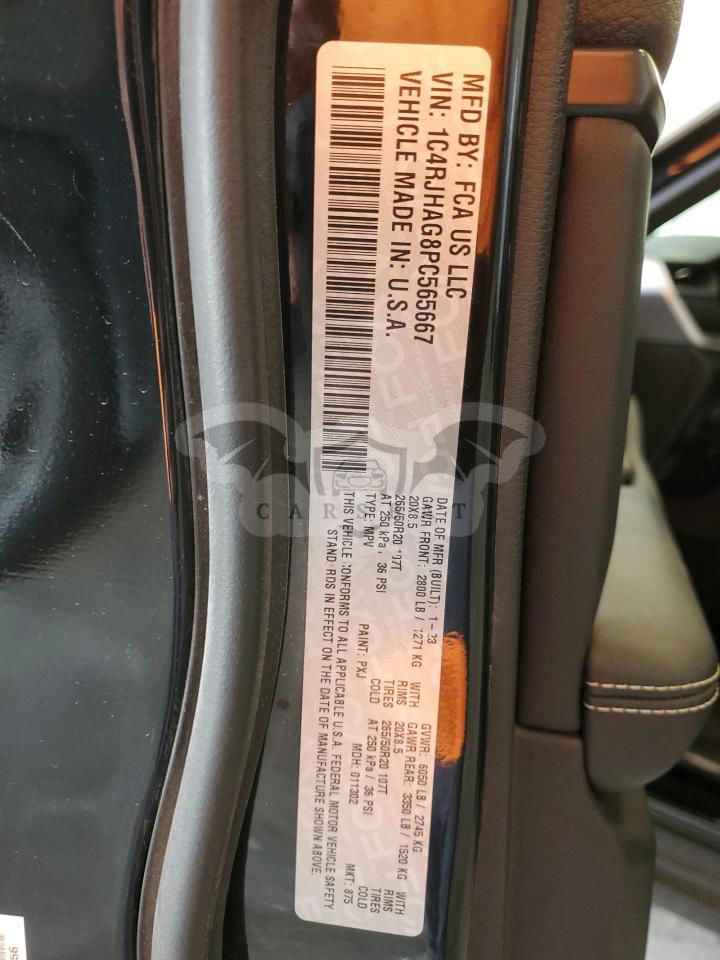 MFD BY: FCA US LLC
VIN: 1C4RJHAG8PC565667
VEHICLE MADE IN: U.S.A.
DATE OF MFR (BUILT): 1-23 GVWR: 6050 LB / 2745 KG
GAWR FRONT: 2800 LB / 1271 KG WITH GAWR REAR: 3350 LB / 1520 KG WITH
20X8.5 RIMS 20X8.5 RIMS
265/50R20 107T TIRES 265/50R20 107T TIRES
AT 250 kPa / 36 PSI COLD AT 250 kPa / 36 PSI COLD
TYPE: MPV PAINT: PXJ MDH: 011302 MKT: 875
THIS VEHICLE CONFORMS TO ALL APPLICABLE U.S.A. FEDERAL MOTOR VEHICLE SAFETY
STANDARDS IN EFFECT ON THE DATE OF MANUFACTURE SHOWN ABOVE.